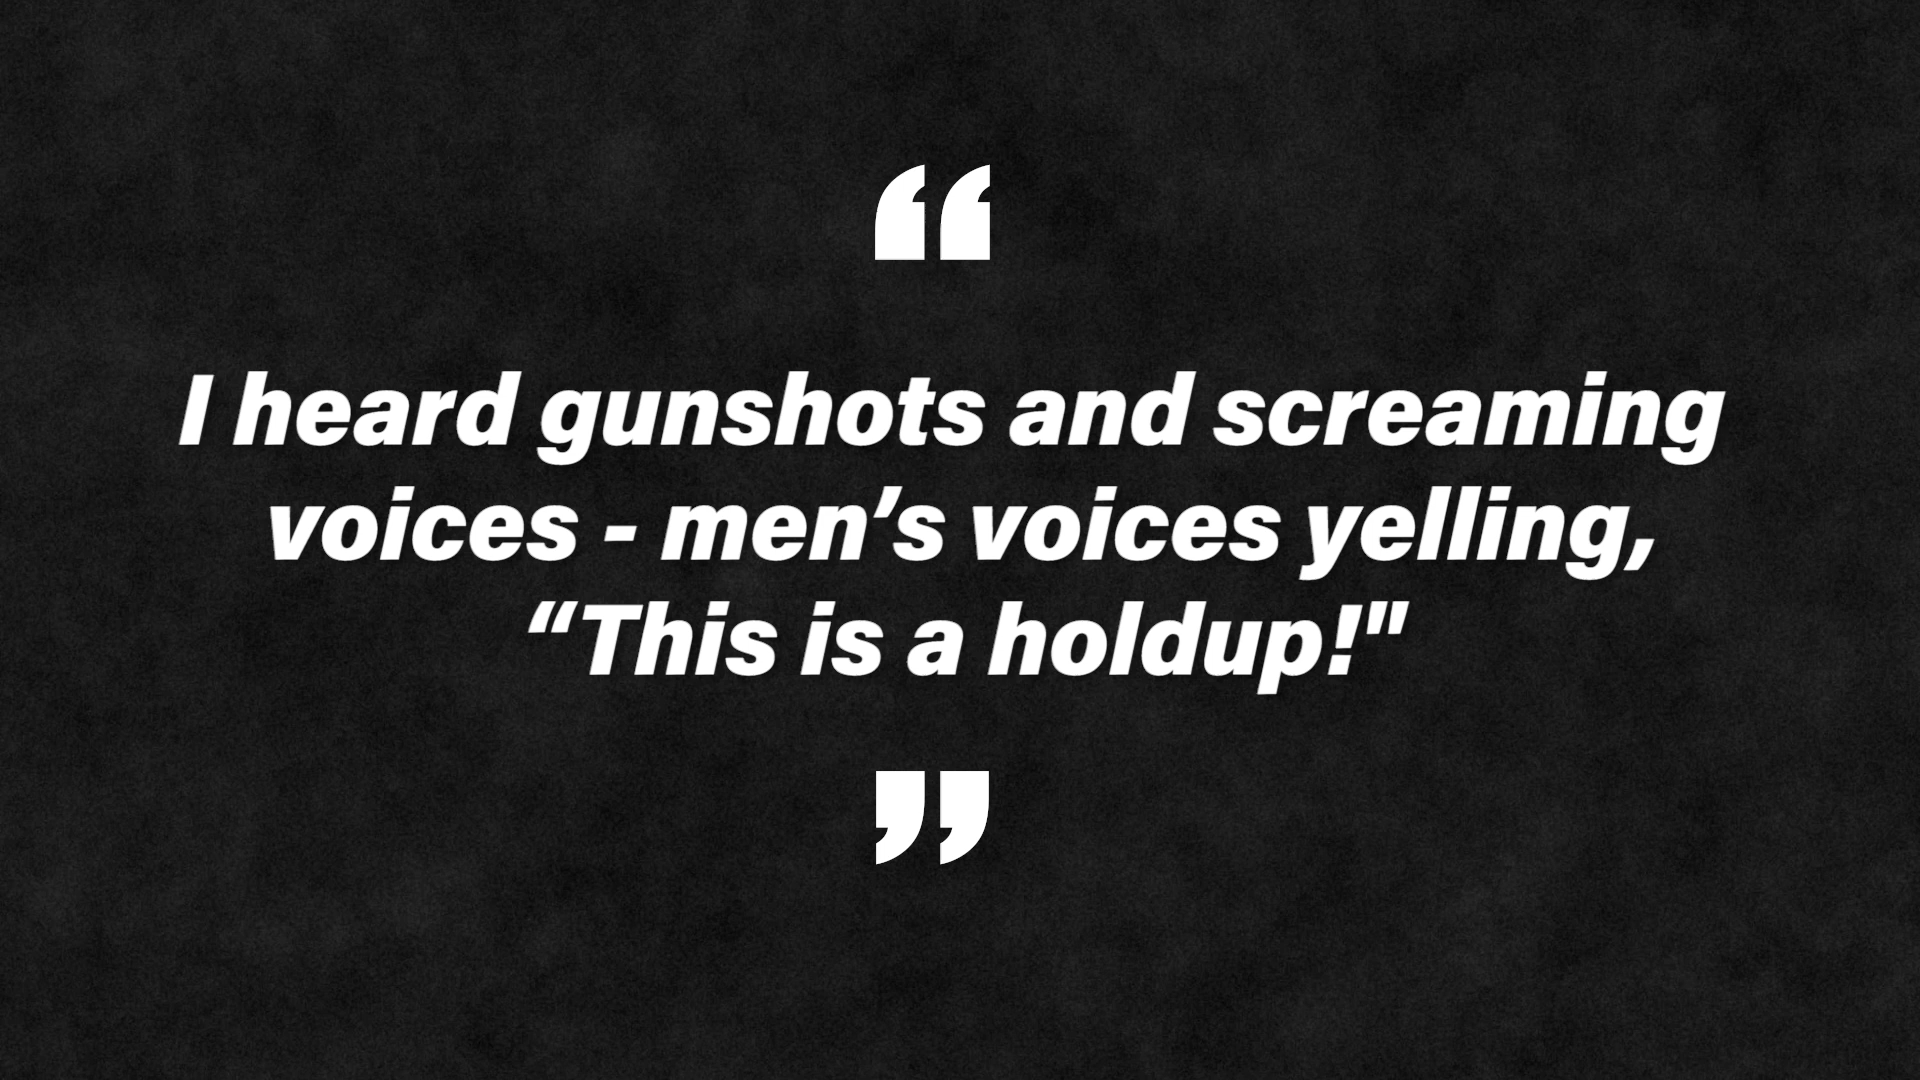 “
I heard gunshots and screaming
voices - men’s voices yelling,
“This is a holdup!"
”